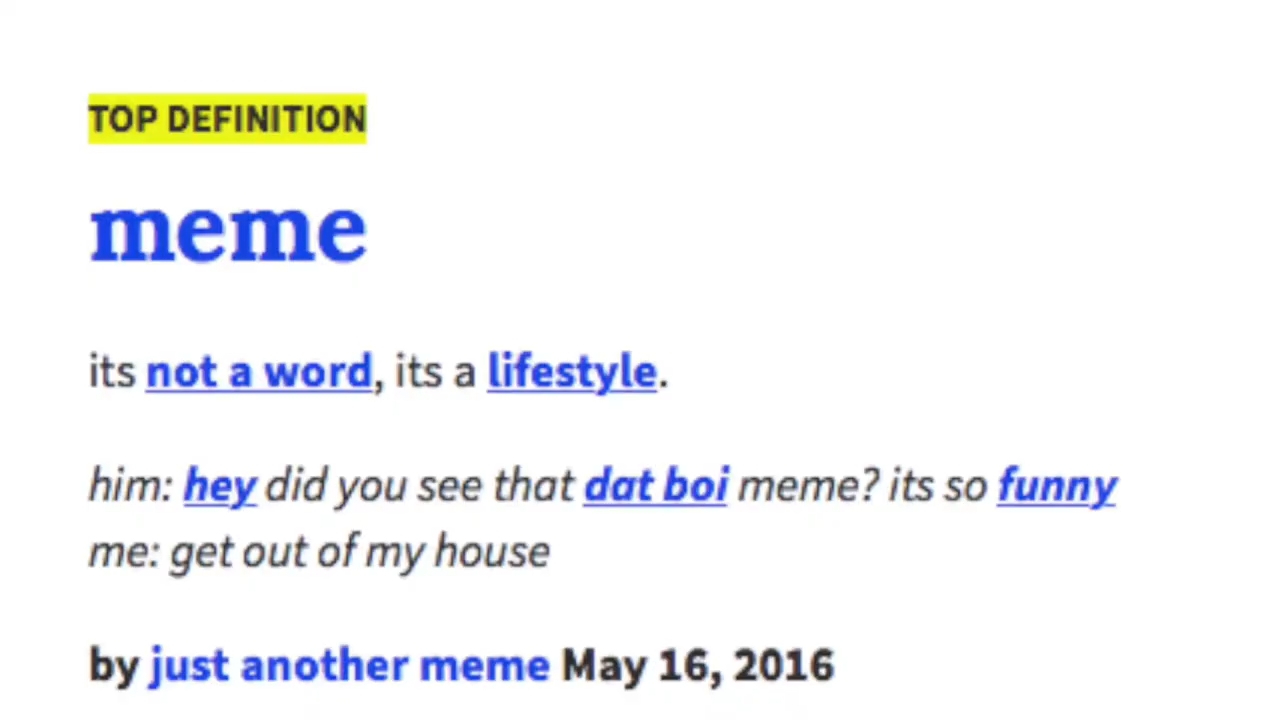 TOP DEFINITION
meme
its not a word, its a lifestyle.
him: hey did you see that dat boi meme? its so funny
me: get out of my house
by just another meme May 16, 2016